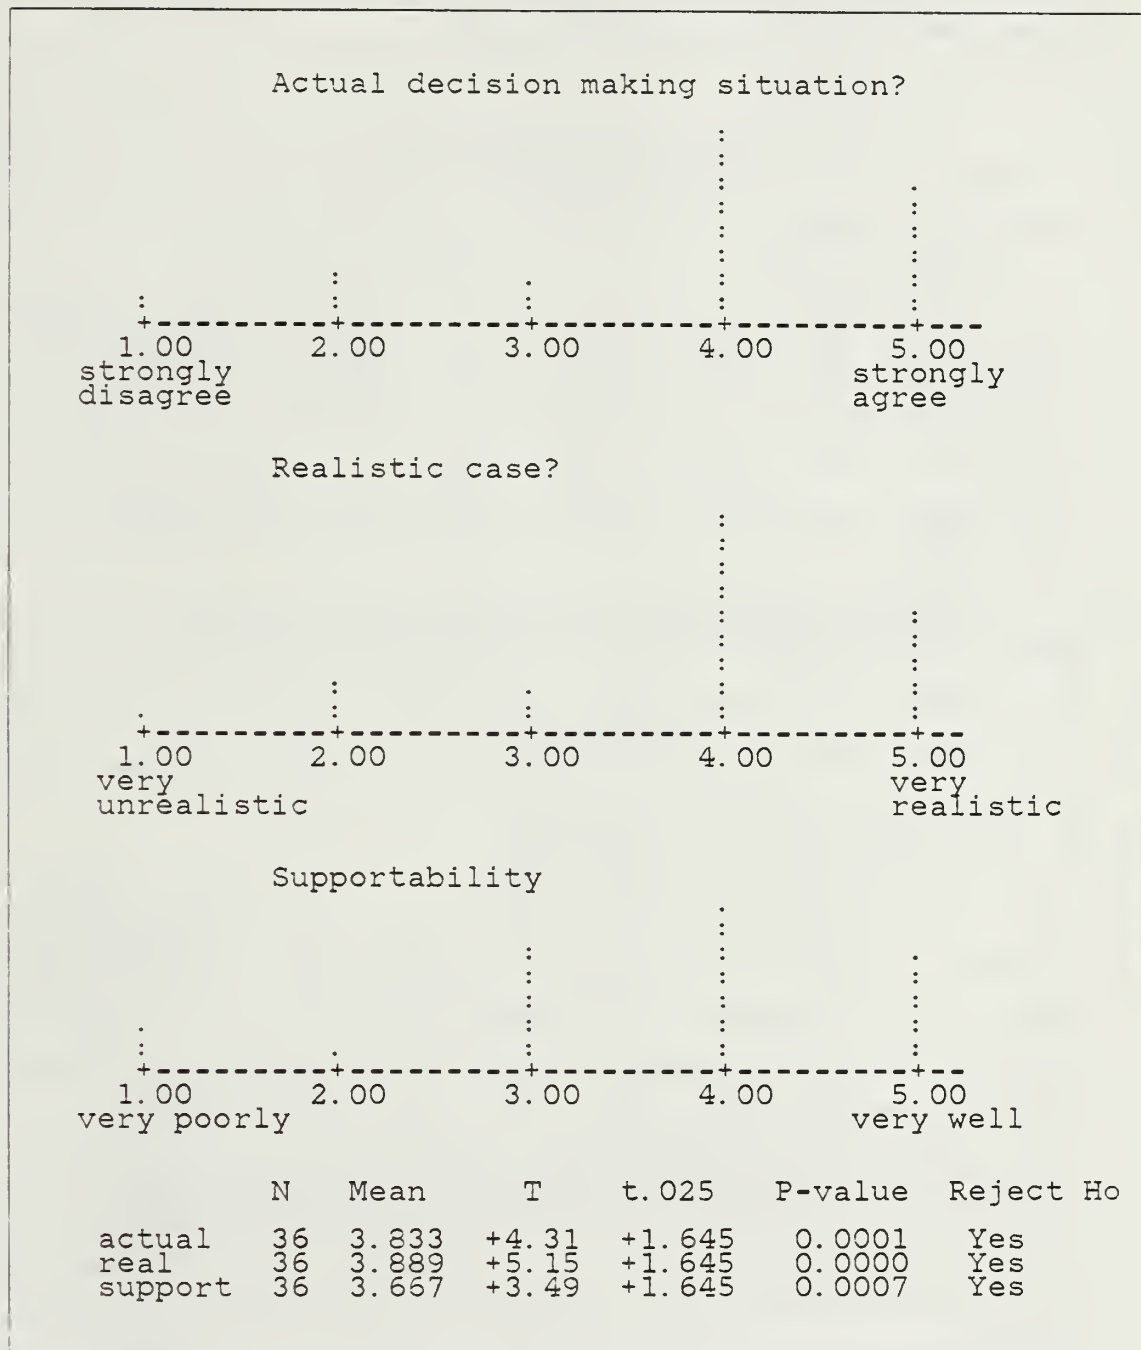 Actual decision making situation?
+---------+---------+---------+---------+---
1.00 2.00 3.00 4.00 5.00
strongly strongly
disagree agree
Realistic case?
+---------+---------+---------+---------+--
1.00 2.00 3.00 4.00 5.00
very very
unrealistic realistic
Supportability
+---------+---------+---------+---------+--
1.00 2.00 3.00 4.00 5.00
very poorly very well
N Mean T t.025 P-value Reject Ho
actual 36 3.833 +4.31 +1.645 0.0001 Yes
real 36 3.889 +5.15 +1.645 0.0000 Yes
support 36 3.667 +3.49 +1.645 0.0007 Yes